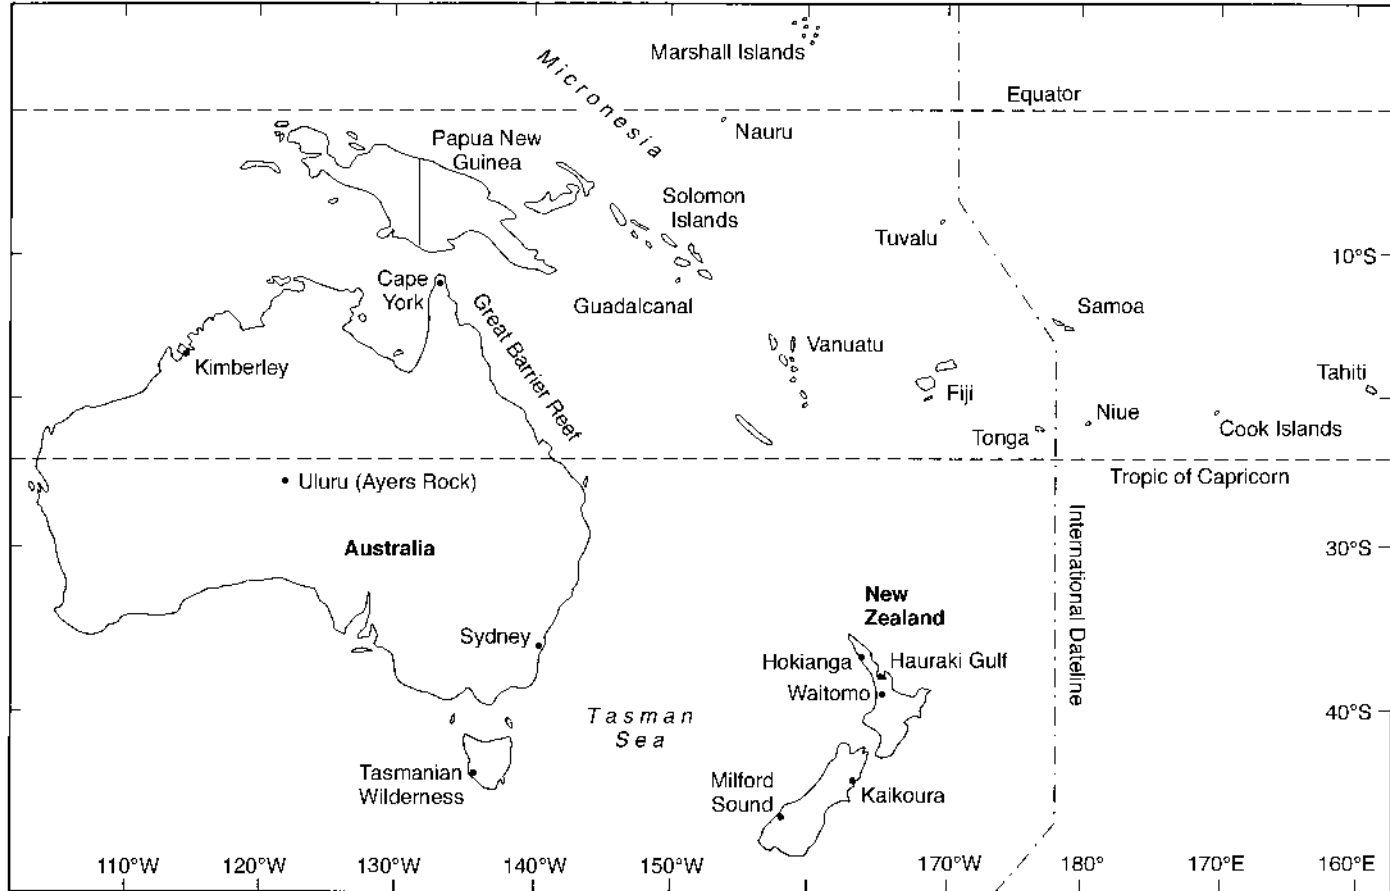 Marshall Islands
Micronesia
Equator
Nauru
Papua New
Guinea
Solomon
Islands
Tuvalu
10°S
Cape
York
Guadalcanal
Samoa
Great Barrier Reef
Kimberley
Vanuatu
Fiji
Tahiti
Tonga
Niue
Cook Islands
Tropic of Capricorn
Uluru (Ayers Rock)
International Dateline
Australia
30°S
New
Zealand
Sydney
Hokianga
Hauraki Gulf
Waitomo
Tasman
Sea
40°S
Tasmanian
Wilderness
Milford
Sound
Kaikoura
110°W 120°W 130°W 140°W 150°W 170°W 180° 170°E 160°E